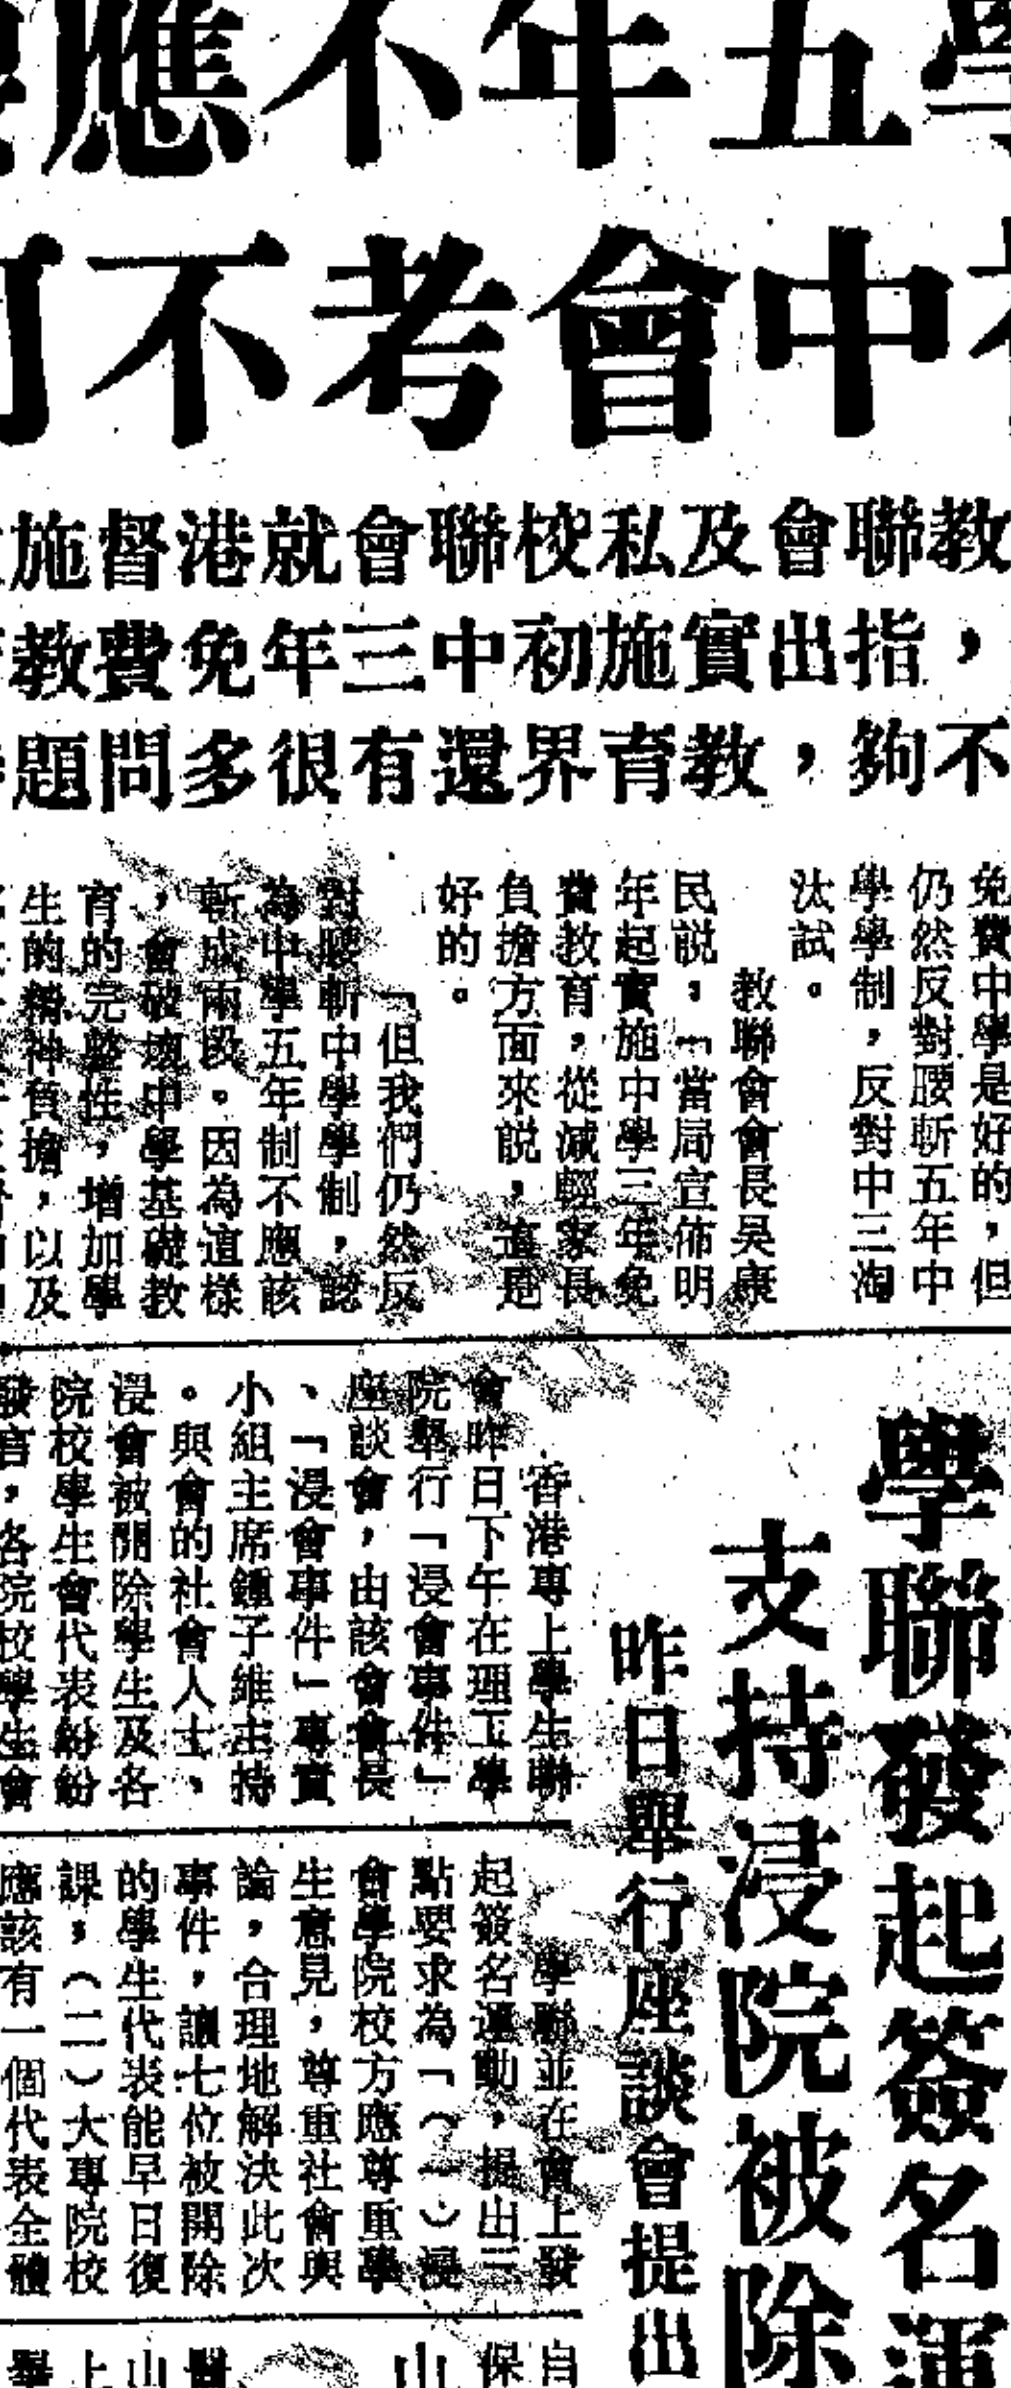 五年不應
中會考不
教聯會及私校聯會就港督施
，指出實施初中三年免費教
不夠，教育界還有很多問題
免費中學是好的，但
仍然反對腰斬五年中
學學制，反對中三淘
汰試。
教聯會會長吳康
民説，「當局宣佈明
年起實施中學三年免
費教育，從減輕家長
負擔方面來説，這是
好的。
「但我們仍然反
對腰斬中學學制，認
為中學五年制不應該
斬成兩段。因為這樣
，會破壞中學基礎教
育的完整性，增加學
生的精神負擔，以及
學聯發起簽名運
支持浸院被除
昨日舉行座談會提出
香港專上學生聯
會昨日下午在理工學
院舉行「浸會事件」
座談會，由該會會長
、「浸會事件」專責
小組主席鍾子維主持
。與會的社會人士、
浸會被開除學生及各
院校學生會代表紛紛
發言，各院校學生會
學聯並在會上發
起簽名運動，提出三
點要求為「（一）浸
會學院校方應尊重學
生意見，尊重社會輿
論，合理地解決此次
事件，讓七位被開除
的學生代表能早日復
課，（二）大專院校
應該有一個代表全體
自
保
山
山
上